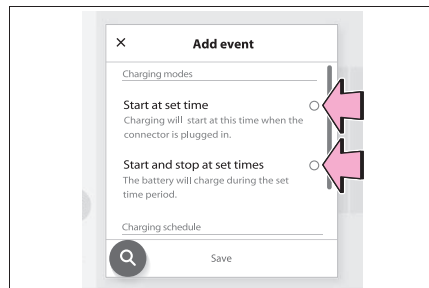 Add event
Charging modes
Start at set time
Charging will start at this time when the
connector is plugged in.
Start and stop at set times
The battery will charge during the set
time period.
Charging schedule
Save